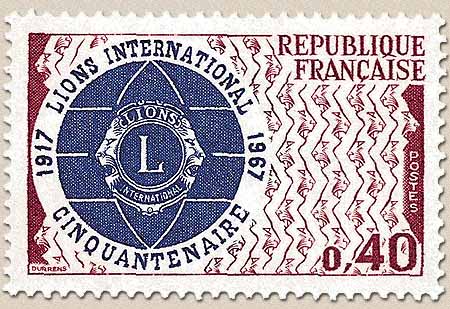 1917 LIONS INTERNATIONAL 1967
CINQUANTENAIRE
LIONS
L
INTERNATIONAL
REPUBLIQUE
FRANÇAISE
POSTES
0,40
DURRENS